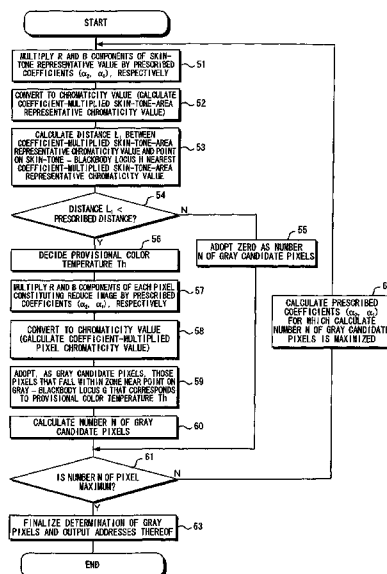 START
MULTIPLY R AND B COMPONENTS OF SKIN-
TONE REPRESENTATIVE VALUE BY PRESCRIBED
COEFFICIENTS RESPECTIVELY
51
CONVERT TO CHROMATICITY VALUE (CALCULATE
COEFFICIENT-MULTIPLIED SKIN-TONE-AREA
REPRESENTATIVE CHROMATICITY VALUE)
52
CALCULATE DISTANCE L BETWEEN
COEFFICIENT-MULTIPLIED SKIN-TONE-AREA
REPRESENTATIVE CHROMATICITY VALUE AND POINT
ON SKIN-TONE - BLACKBODY LOCUS H NEAREST
COEFFICIENT-MULTIPLIED SKIN-TONE-AREA
REPRESENTATIVE CHROMATICITY VALUE
53
54
DISTANCE L <
PRESCRIBED DISTANCE?
N
Y
55
ADOPT ZERO AS NUMBER
N OF GRAY CANDIDATE PIXELS
56
DECIDE PROVISIONAL COLOR
TEMPERATURE Th
MULTIPLY R AND B COMPONENTS OF EACH PIXEL
CONSTITUTING REDUCE IMAGE BY PRESCRIBED
COEFFICIENTS RESPECTIVELY
57
CALCULATE PRESCRIBED
COEFFICIENTS
FOR WHICH CALCULATE
NUMBER N OF GRAY CANDIDATE
PIXELS IS MAXIMIZED
CONVERT TO CHROMATICITY VALUE
(CALCULATE COEFFICIENT-MULTIPLIED
PIXEL CHROMATICITY VALUE)
58
ADOPT, AS GRAY CANDIDATE PIXELS, THOSE
PIXELS THAT FALL WITHIN ZONE NEAR POINT ON
GRAY - BLACKBODY LOCUS G THAT CORRESPONDS
TO PROVISIONAL COLOR TEMPERATURE Th
59
CALCULATE NUMBER N OF GRAY
CANDIDATE PIXELS
60
61
IS NUMBER N OF PIXEL
MAXIMUM?
N
Y
FINALIZE DETERMINATION OF GRAY
PIXELS AND OUTPUT ADDRESSES THEREOF
63
END